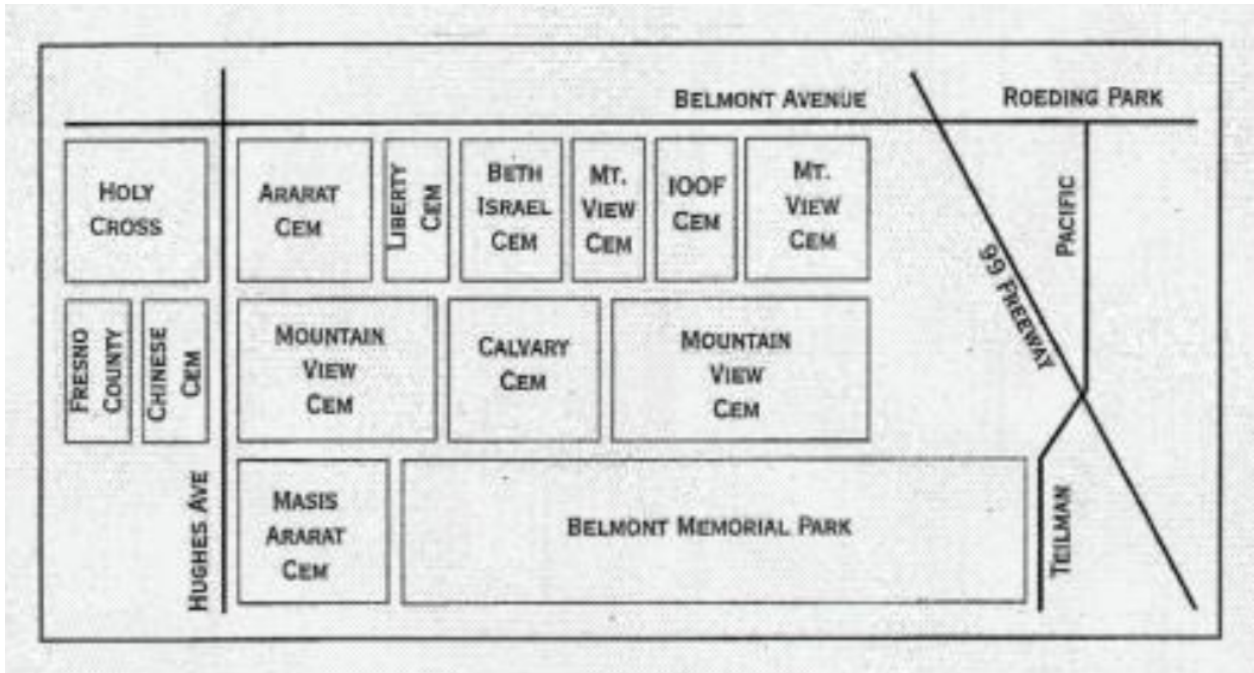 BELMONT AVENUE
ROEDING PARK
HOLY
CROSS
ARARAT
CEM
LIBERTY
CEM
BETH
ISRAEL
CEM
MT.
VIEW
CEM
IOOF
CEM
MT.
VIEW
CEM
PACIFIC
99 FREEWAY
FRESNO
COUNTY
CHINESE
CEM
MOUNTAIN
VIEW
CEM
CALVARY
CEM
MOUNTAIN
VIEW
CEM
HUGHES AVE
MASIS
ARARAT
CEM
BELMONT MEMORIAL PARK
TEILMAN